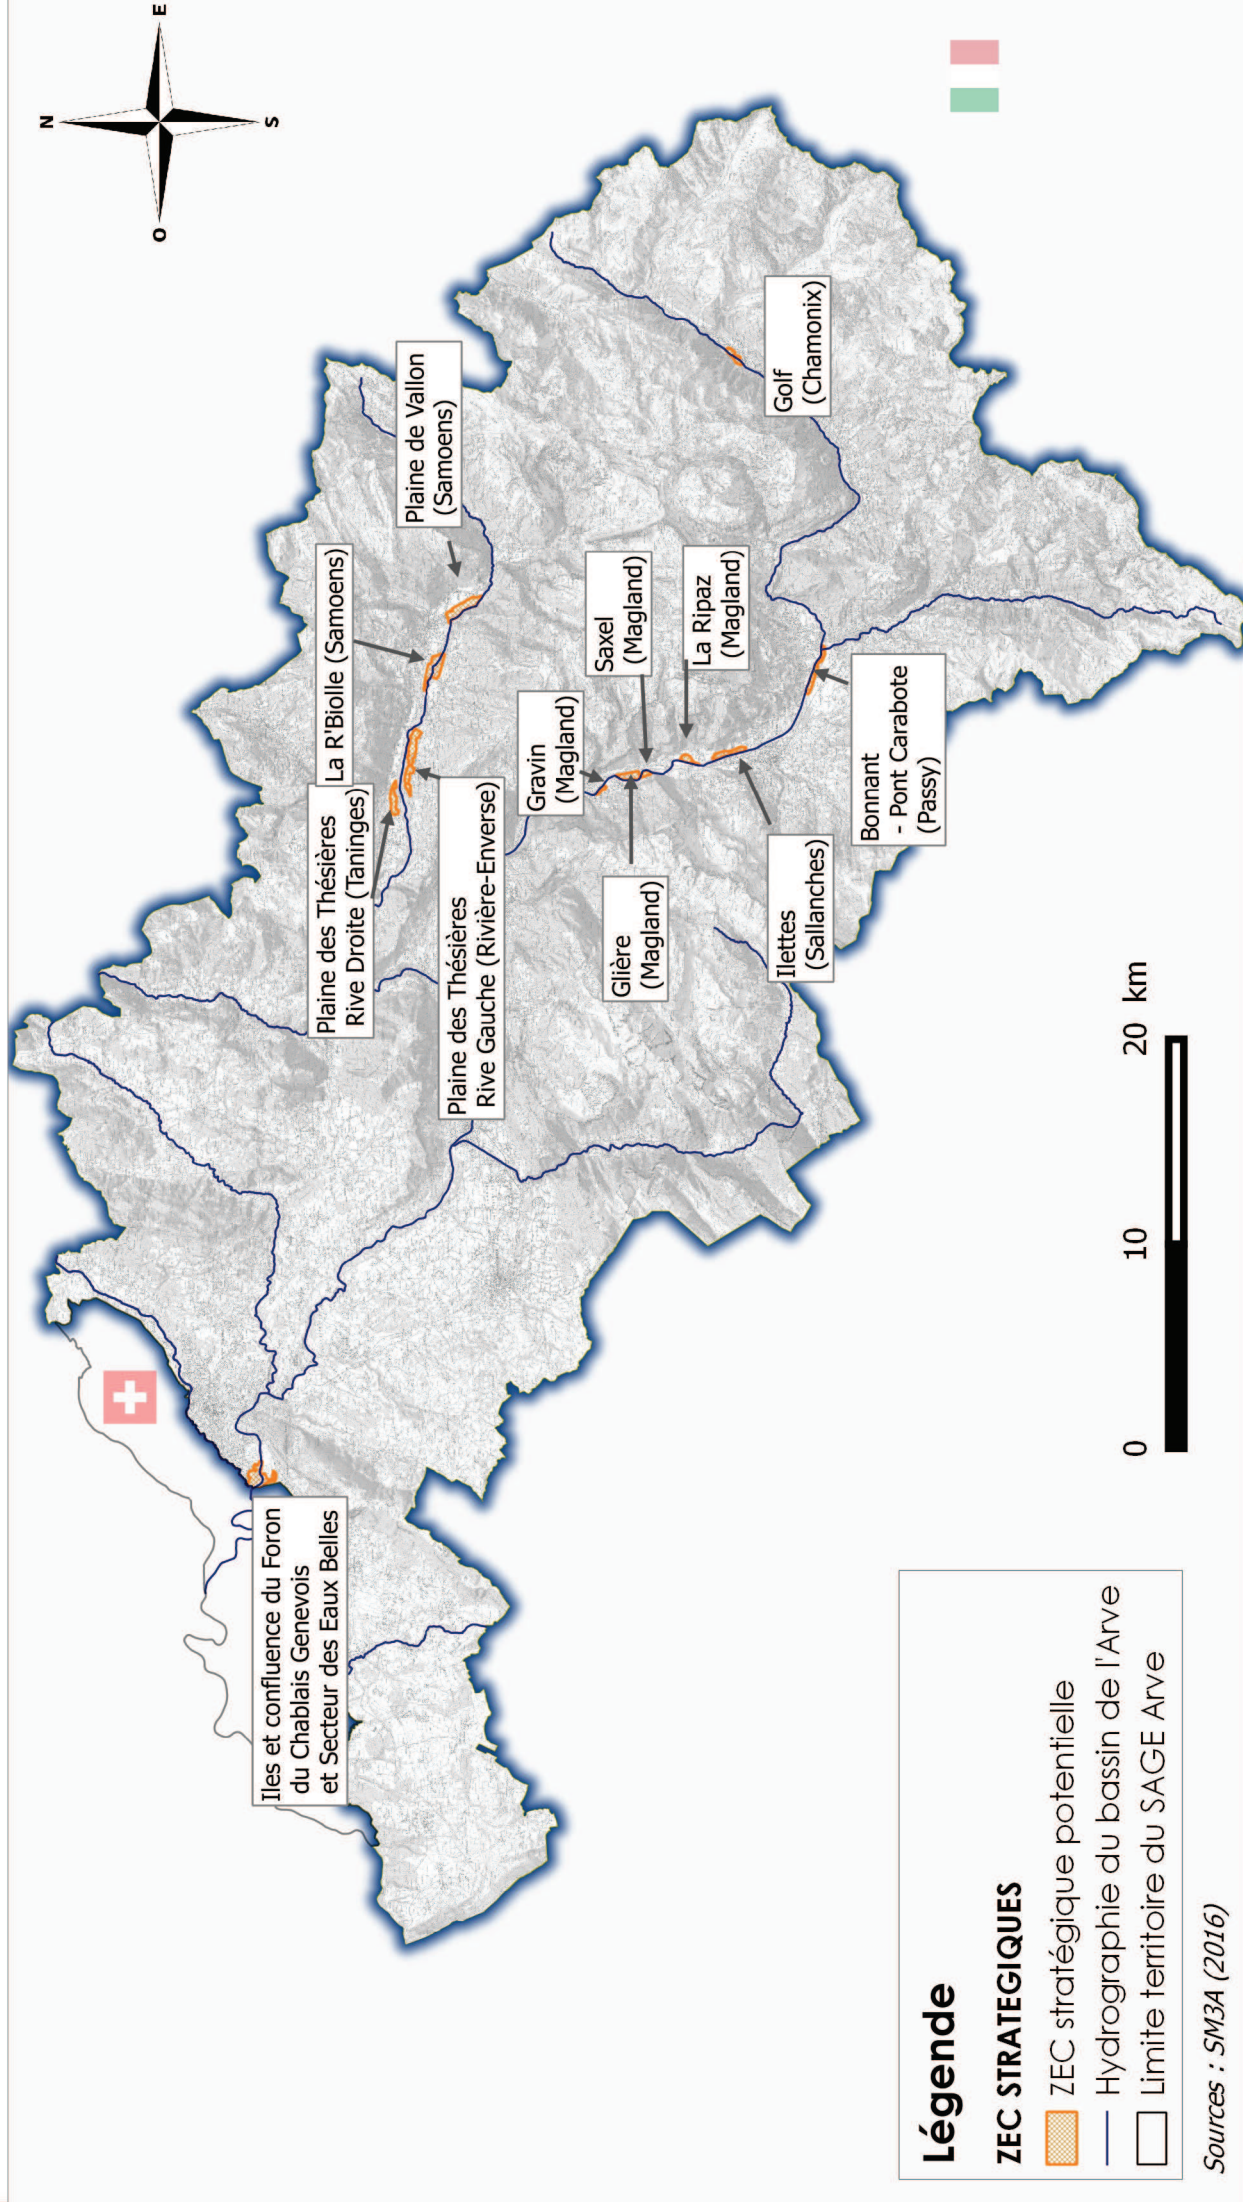 N
O
E
S
Iles et confluence du Foron
du Chablais Genevois
et Secteur des Eaux Belles
Plaine des Thésières
Rive Droite (Taninges)
La R'Biolle (Samoens)
Plaine de Vallon
(Samoens)
Plaine des Thésières
Rive Gauche (Rivière-Enverse)
Gravin
(Magland)
Saxel
(Magland)
Glière
(Magland)
La Ripaz
(Magland)
Golf
(Chamonix)
Ilettes
(Sallanches)
Bonnant
- Pont Carabote
(Passy)
0 10 20 km
Légende
ZEC STRATEGIQUES
ZEC stratégique potentielle
Hydrographie du bassin de l'Arve
Limite territoire du SAGE Arve
Sources : SM3A (2016)